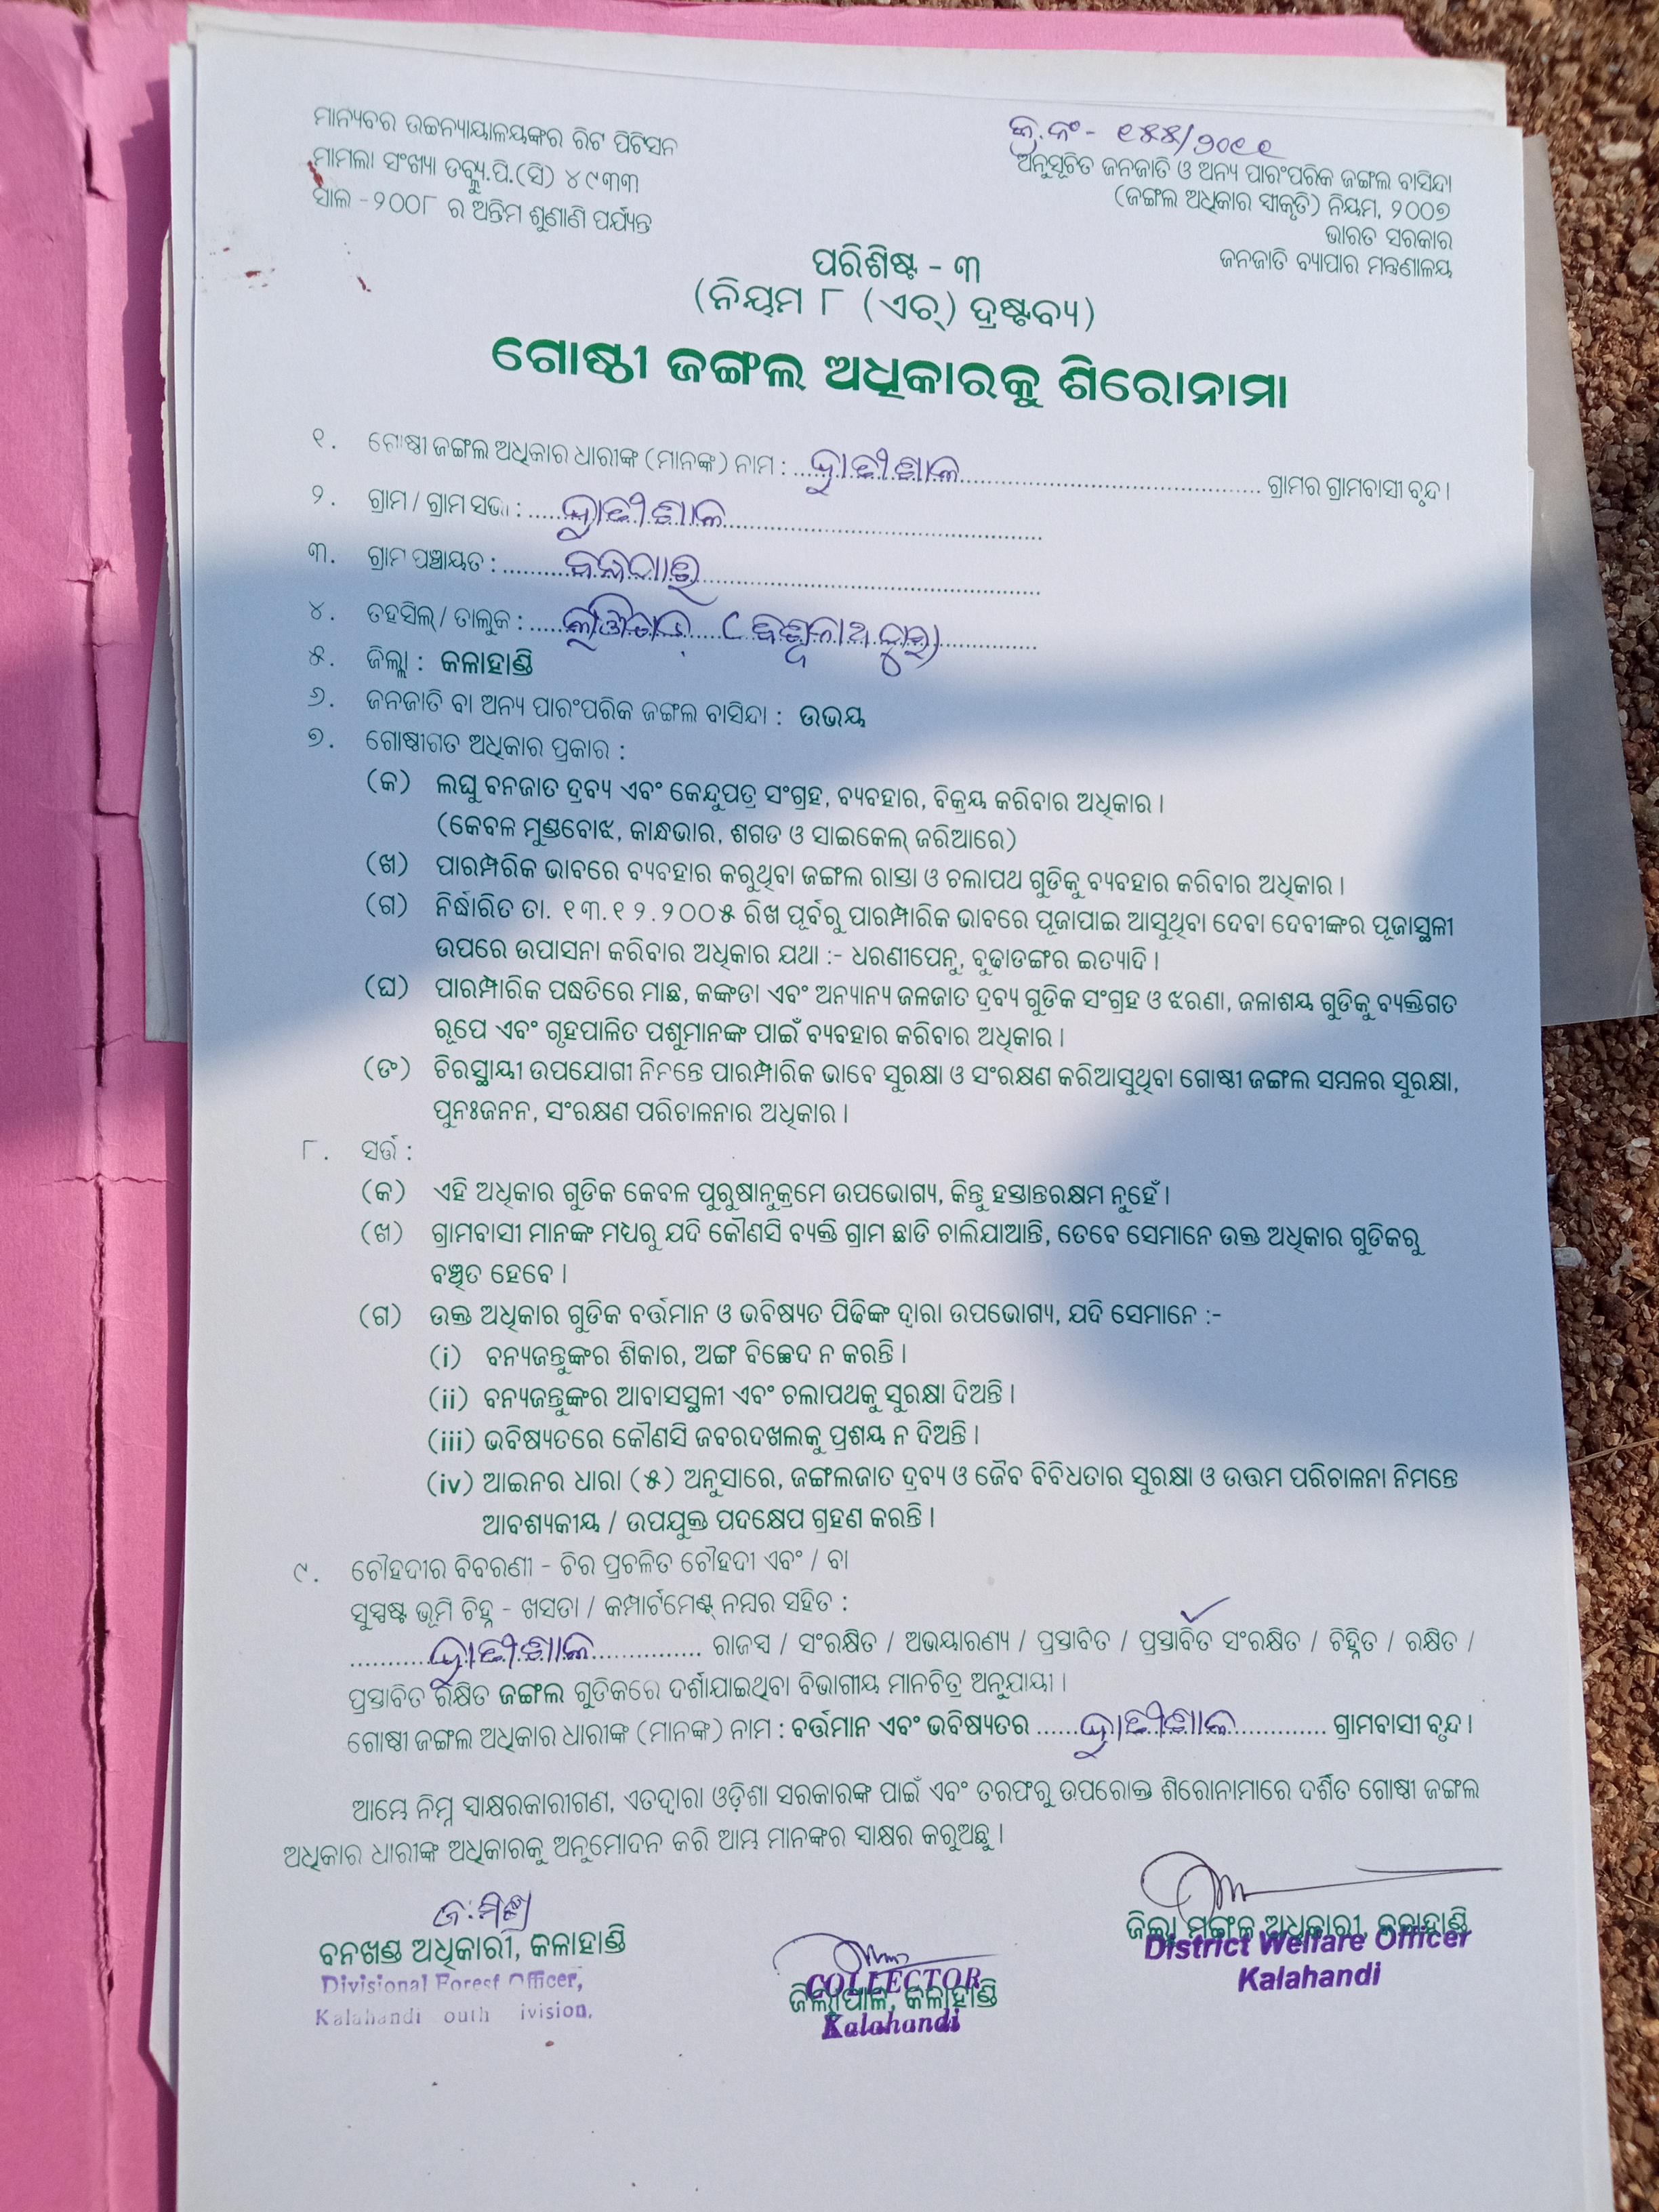 ମାନ୍ୟବର ଉଚ୍ଚନ୍ୟାୟାଳୟଙ୍କର ରିଟ ପିଟିସନ
ମାମଲା ସଂଖ୍ୟା ଡବ୍ଲ୍ୟୁ.ପି.(ସି) ୪୯୩୩
ସାଲ -୨୦୦୮ ର ଅନ୍ତିମ ଶୁଣାଣି ପର୍ଯ୍ୟନ୍ତ
କ୍ର.ନଂ- ୧୫୫/୨୦୧୧
ଅନୁସୂଚିତ ଜନଜାତି ଓ ଅନ୍ୟ ପାରଂପରିକ ଜଙ୍ଗଲ ବାସିନ୍ଦା
(ଜଙ୍ଗଲ ଅଧିକାର ସ୍ୱୀକୃତି) ନିୟମ, ୨୦୦୭
ଭାରତ ସରକାର
ଜନଜାତି ବ୍ୟାପାର ମନ୍ତ୍ରଣାଳୟ
ପରିଶିଷ୍ଟ - ୩
(ନିୟମ ୮ (ଏଚ୍) ଦ୍ରଷ୍ଟବ୍ୟ)
ଗୋଷ୍ଠୀ ଜଙ୍ଗଲ ଅଧିକାରକୁ ଶିରୋନାମା
୧. ଗୋଷ୍ଠୀ ଜଙ୍ଗଲ ଅଧିକାର ଧାରୀଙ୍କ (ମାନଙ୍କ) ନାମ : ........ ଗ୍ରାମର ଗ୍ରାମବାସୀ ବୃନ୍ଦ ।
୨. ଗ୍ରାମ / ଗ୍ରାମ ସଭା : ........
୩. ଗ୍ରାମ ପଞ୍ଚାୟତ : ........
୪. ତହସିଲ୍ / ତାଲୁକ : ........ (ବିଶ୍ୱନାଥପୁର)
୫. ଜିଲ୍ଲା : କଳାହାଣ୍ଡି
୬. ଜନଜାତି ବା ଅନ୍ୟ ପାରଂପରିକ ଜଙ୍ଗଲ ବାସିନ୍ଦା : ଉଭୟ
୭. ଗୋଷ୍ଠୀଗତ ଅଧିକାର ପ୍ରକାର :
(କ) ଲଘୁ ବନଜାତ ଦ୍ରବ୍ୟ ଏବଂ କେନ୍ଦୁପତ୍ର ସଂଗ୍ରହ, ବ୍ୟବହାର, ବିକ୍ରୟ କରିବାର ଅଧିକାର ।
(କେବଳ ମୁଣ୍ଡବୋଝ, କାନ୍ଧଭାର, ଶଗଡ ଓ ସାଇକେଲ୍ ଜରିଆରେ)
(ଖ) ପାରମ୍ପରିକ ଭାବରେ ବ୍ୟବହାର କରୁଥିବା ଜଙ୍ଗଲ ରାସ୍ତା ଓ ଚଲାପଥ ଗୁଡିକୁ ବ୍ୟବହାର କରିବାର ଅଧିକାର ।
(ଗ) ନିର୍ଦ୍ଧାରିତ ତା. ୧୩.୧୨.୨୦୦୫ ରିଖ ପୂର୍ବରୁ ପାରମ୍ପାରିକ ଭାବରେ ପୂଜାପାଇ ଆସୁଥିବା ଦେବା ଦେବୀଙ୍କର ପୂଜାସ୍ଥଳୀ
ଉପରେ ଉପାସନା କରିବାର ଅଧିକାର ଯଥା :- ଧରଣୀପେନୁ, ବୁଢାଡଙ୍ଗର ଇତ୍ୟାଦି ।
(ଘ) ପାରମ୍ପାରିକ ପଦ୍ଧତିରେ ମାଛ, କଙ୍କଡା ଏବଂ ଅନ୍ୟାନ୍ୟ ଜଳଜାତ ଦ୍ରବ୍ୟ ଗୁଡିକ ସଂଗ୍ରହ ଓ ଝରଣା, ଜଳାଶୟ ଗୁଡିକୁ ବ୍ୟକ୍ତିଗତ
ରୂପେ ଏବଂ ଗୃହପାଳିତ ପଶୁମାନଙ୍କ ପାଇଁ ବ୍ୟବହାର କରିବାର ଅଧିକାର ।
(ଙ) ଚିରସ୍ଥାୟୀ ଉପଯୋଗୀ ନିମନ୍ତେ ପାରମ୍ପାରିକ ଭାବେ ସୁରକ୍ଷା ଓ ସଂରକ୍ଷଣ କରିଆସୁଥିବା ଗୋଷ୍ଠୀ ଜଙ୍ଗଲ ସମ୍ବଳର ସୁରକ୍ଷା,
ପୁନଃଜନନ, ସଂରକ୍ଷଣ ପରିଚାଳନାର ଅଧିକାର ।
୮. ସର୍ତ୍ତ :
(କ) ଏହି ଅଧିକାର ଗୁଡିକ କେବଳ ପୁରୁଷାନୁକ୍ରମେ ଉପଭୋଗ୍ୟ, କିନ୍ତୁ ହସ୍ତାନ୍ତରକ୍ଷମ ନୁହେଁ ।
(ଖ) ଗ୍ରାମବାସୀ ମାନଙ୍କ ମଧ୍ୟରୁ ଯଦି କୌଣସି ବ୍ୟକ୍ତି ଗ୍ରାମ ଛାଡି ଚାଲିଯାଆନ୍ତି, ତେବେ ସେମାନେ ଉକ୍ତ ଅଧିକାର ଗୁଡିକରୁ
ବଞ୍ଚିତ ହେବେ ।
(ଗ) ଉକ୍ତ ଅଧିକାର ଗୁଡିକ ବର୍ତ୍ତମାନ ଓ ଭବିଷ୍ୟତ ପିଢିଙ୍କ ଦ୍ୱାରା ଉପଭୋଗ୍ୟ, ଯଦି ସେମାନେ :-
(i) ବନ୍ୟଜନ୍ତୁଙ୍କର ଶିକାର, ଅଙ୍ଗ ବିଚ୍ଛେଦ ନ କରନ୍ତି ।
(ii) ବନ୍ୟଜନ୍ତୁଙ୍କର ଆବାସସ୍ଥଳୀ ଏବଂ ଚଲାପଥକୁ ସୁରକ୍ଷା ଦିଅନ୍ତି ।
(iii) ଭବିଷ୍ୟତରେ କୌଣସି ଜବରଦଖଲକୁ ପ୍ରଶୟ ନ ଦିଅନ୍ତି ।
(iv) ଆଇନର ଧାରା (୫) ଅନୁସାରେ, ଜଙ୍ଗଲଜାତ ଦ୍ରବ୍ୟ ଓ ଜୈବ ବିବିଧତାର ସୁରକ୍ଷା ଓ ଉତ୍ତମ ପରିଚାଳନା ନିମନ୍ତେ
ଆବଶ୍ୟକୀୟ / ଉପଯୁକ୍ତ ପଦକ୍ଷେପ ଗ୍ରହଣ କରନ୍ତି ।
୯. ଚୌହଦୀର ବିବରଣୀ - ଚିର ପ୍ରଚଳିତ ଚୌହଦୀ ଏବଂ / ବା
ସୁସ୍ପଷ୍ଟ ଭୂମି ଚିହ୍ନ - ଖସଡା / କମ୍ପାର୍ଟମେଣ୍ଟ୍ ନମ୍ବର ସହିତ :
........ ରାଜସ୍ୱ / ସଂରକ୍ଷିତ / ଅଭୟାରଣ୍ୟ / ପ୍ରସ୍ତାବିତ / ପ୍ରସ୍ତାବିତ ସଂରକ୍ଷିତ / ଚିହ୍ନିତ / ରକ୍ଷିତ /
ପ୍ରସ୍ତାବିତ ରକ୍ଷିତ ଜଙ୍ଗଲ ଗୁଡିକରେ ଦର୍ଶାଯାଇଥିବା ବିଭାଗୀୟ ମାନଚିତ୍ର ଅନୁଯାୟୀ ।
ଗୋଷ୍ଠୀ ଜଙ୍ଗଲ ଅଧିକାର ଧାରୀଙ୍କ (ମାନଙ୍କ) ନାମ : ବର୍ତ୍ତମାନ ଏବଂ ଭବିଷ୍ୟତର ........ ଗ୍ରାମବାସୀ ବୃନ୍ଦ ।
ଆମ୍ଭେ ନିମ୍ନ ସ୍ୱାକ୍ଷରକାରୀଗଣ, ଏତଦ୍ୱାରା ଓଡ଼ିଶା ସରକାରଙ୍କ ପାଇଁ ଏବଂ ତରଫରୁ ଉପରୋକ୍ତ ଶିରୋନାମାରେ ଦର୍ଶିତ ଗୋଷ୍ଠୀ ଜଙ୍ଗଲ
ଅଧିକାର ଧାରୀଙ୍କ ଅଧିକାରକୁ ଅନୁମୋଦନ କରି ଆମ୍ଭ ମାନଙ୍କର ସ୍ୱାକ୍ଷର କରୁଅଛୁ ।
ବନଖଣ୍ଡ ଅଧିକାରୀ, କଳାହାଣ୍ଡି
Divisional Forest Officer,
Kalahandi outh ivision,
COLLECTOR
ଜିଲ୍ଲାପାଳ, କଳାହାଣ୍ଡି
Kalahandi
ଜିଲ୍ଲା ମଙ୍ଗଳ ଅଧିକାରୀ, କଳାହାଣ୍ଡି
District Welfare Officer
Kalahandi